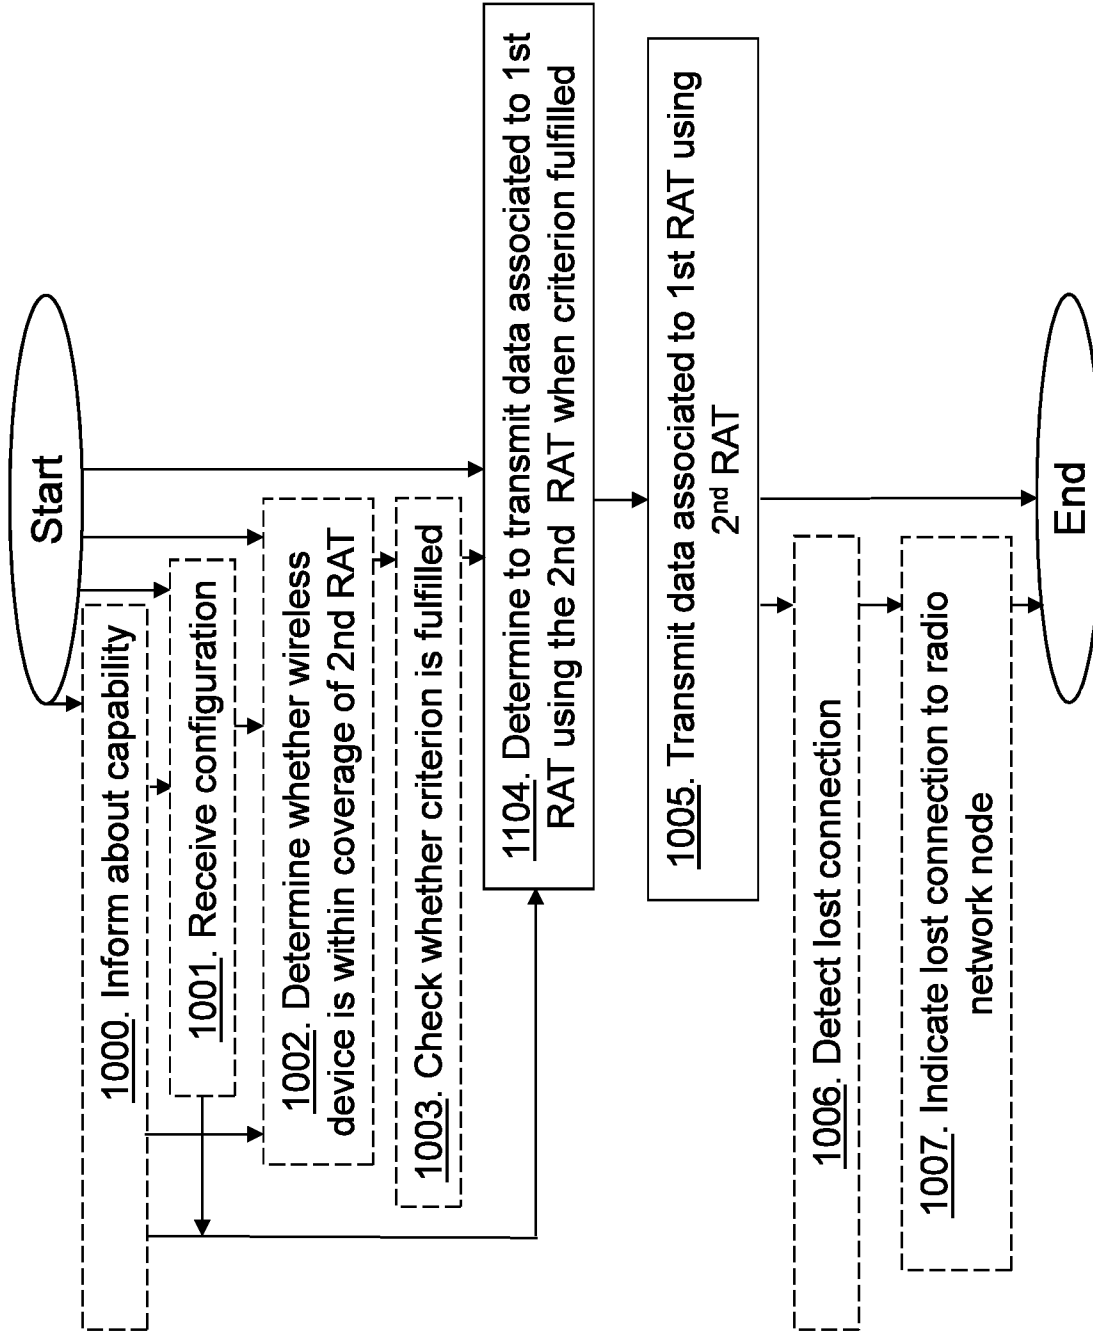 Start
1000. Inform about capability
1001. Receive configuration
1002. Determine whether wireless
device is within coverage of 2nd RAT
1003. Check whether criterion is fulfilled
1104. Determine to transmit data associated to 1st
RAT using the 2nd RAT when criterion fulfilled
1005. Transmit data associated to 1st RAT using
2nd RAT
1006. Detect lost connection
1007. Indicate lost connection to radio
network node
End